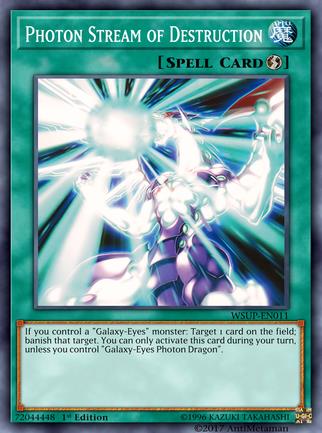 PHOTON STREAM OF DESTRUCTION
[SPELL CARD]
WSUP-EN011
If you control a "Galaxy-Eyes" monster: Target 1 card on the field;
banish that target. You can only activate this card during your turn,
unless you control "Galaxy-Eyes Photon Dragon".
72044448 1st Edition ©1996 KAZUKI TAKAHASHI
©2017 AntiMetaman